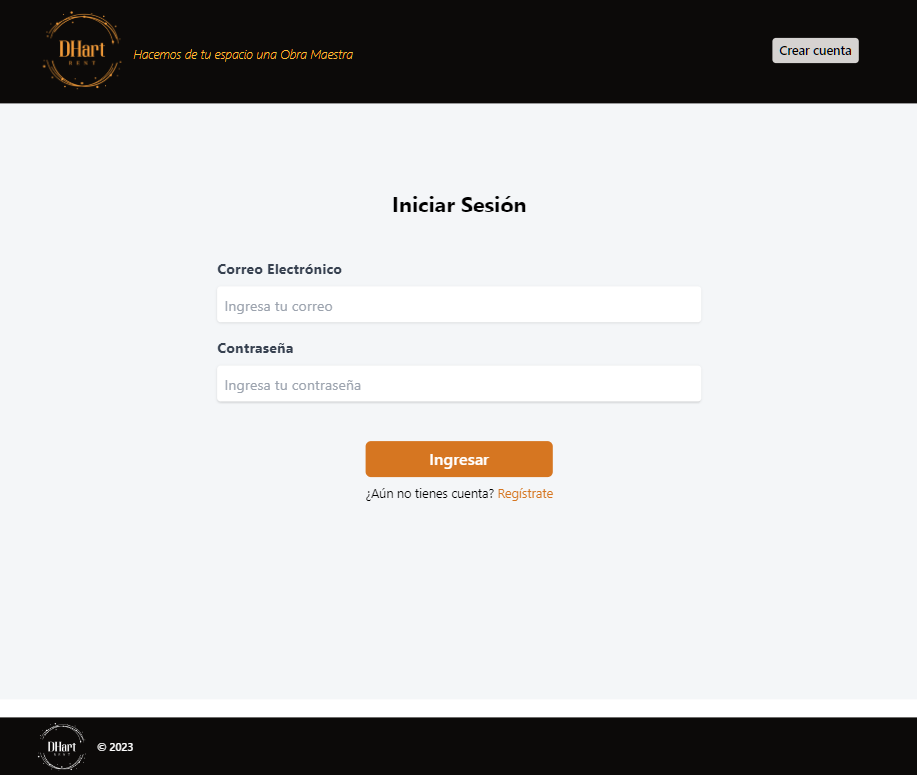 DHart
RENT
Hacemos de tu espacio una Obra Maestra
Crear cuenta
Iniciar Sesión
Correo Electrónico
Ingresa tu correo
Contraseña
Ingresa tu contraseña
Ingresar
¿Aún no tienes cuenta? Regístrate
DHart
RENT
© 2023